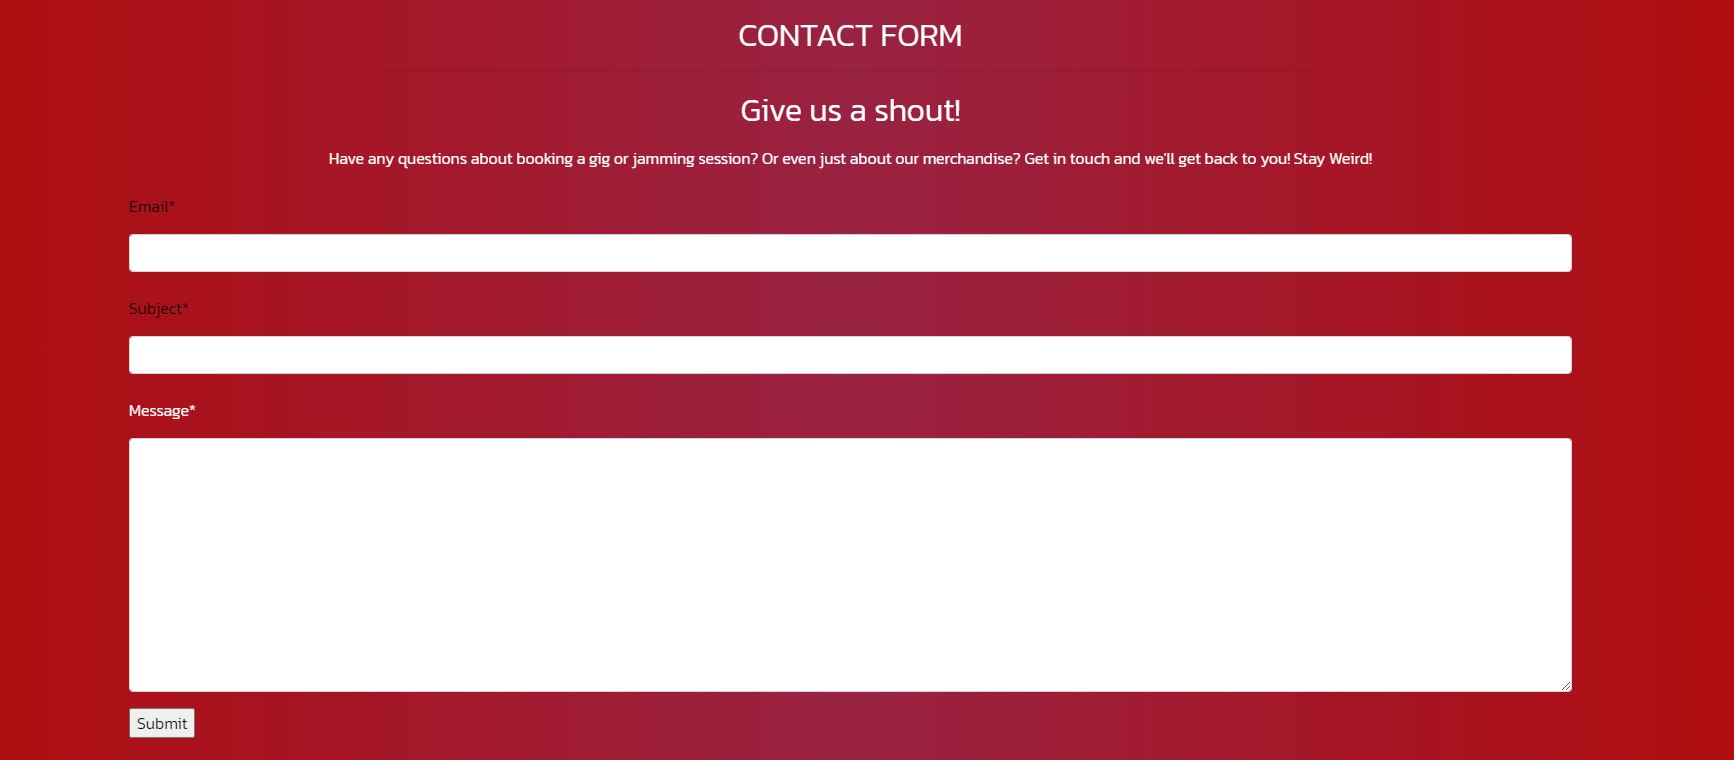 CONTACT FORM
Give us a shout!
Have any questions about booking a gig or jamming session? Or even just about our merchandise? Get in touch and we'll get back to you! Stay Weird!
Email*
Subject*
Message*
Submit